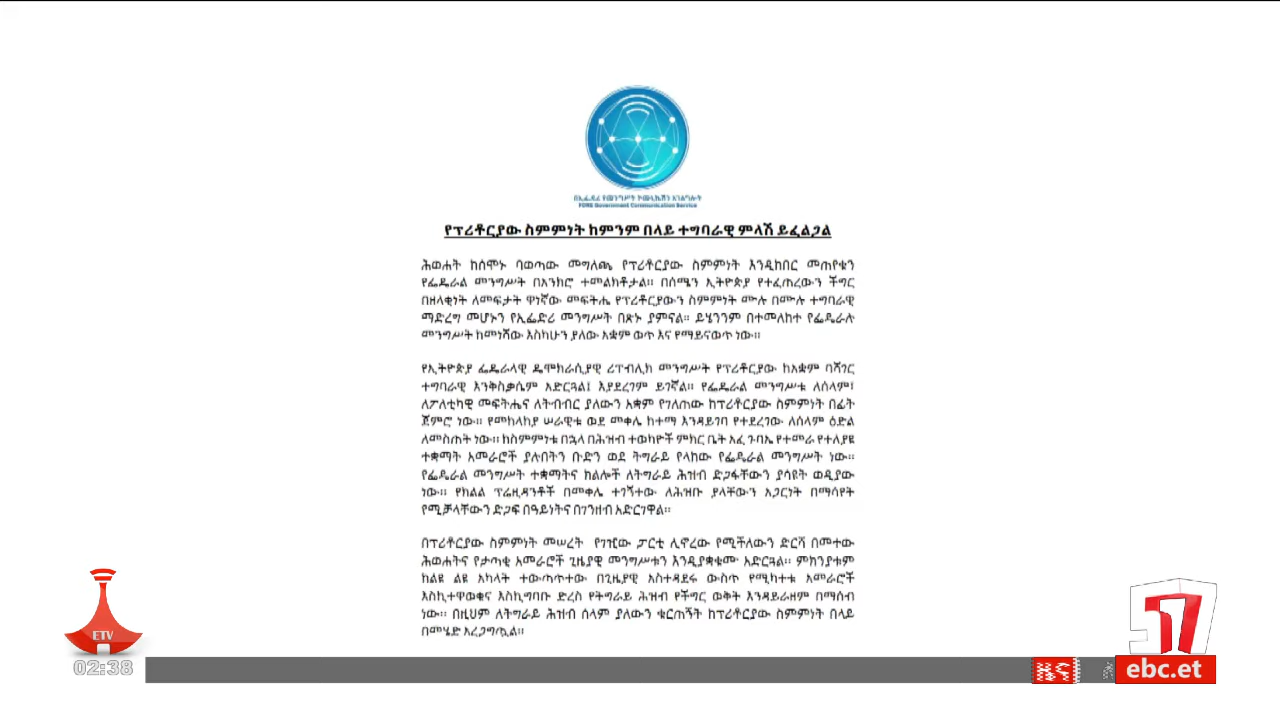 በኢፌዲሪ የመንግሥት ኮሙኒኬሽን አገልግሎት
FDRE Government Communication Service
የፕሪቶርያው ስምምነት ከምንም በላይ ተግባራዊ ምላሽ ይፈልጋል
ሕወሐት ከሰሞኑ ባወጣው መግለጫ የፕሪቶርያው ስምምነት እንዲከበር መጠየቁን
የፌዴራል መንግሥት በአንክሮ ተመልክቶታል። በሰሜን ኢትዮጵያ የተፈጠረውን ችግር
በዘላቂነት ለመፍታት ዋነኛው መፍትሔ የፕሪቶርያውን ስምምነት ሙሉ በሙሉ ተግባራዊ
ማድረግ መሆኑን የኢፌድሪ መንግሥት በጽኑ ያምናል። ይሄንንም በተመለከተ የፌዴራሉ
መንግሥት ከመነሻው እስካሁን ያለው አቋም ወጥ እና የማይናወጥ ነው።
የኢትዮጵያ ፌዴራላዊ ዴሞክራሲያዊ ሪፐብሊክ መንግሥት የፕሪቶርያው ከአቋም ባሻገር
ተግባራዊ እንቅስቃሴም አድርጓል፤ እያደረገም ይገኛል። የፌዴራል መንግሥቱ ለሰላም፣
ለፖለቲካዊ መፍትሔና ለትብብር ያለውን አቋም የገለጠው ከፕሪቶርያው ስምምነት በፊት
ጀምሮ ነው። የመከላከያ ሠራዊቱ ወደ መቀሌ ከተማ እንዳይገባ የተደረገው ለሰላም ዕድል
ለመስጠት ነው። ከስምምነቱ በኋላ በሕዝብ ተወካዮች ምክር ቤት አፈ ጉባኤ የተመራ የተለያዩ
ተቋማት አመራሮች ያሉበትን ቡድን ወደ ትግራይ የላከው የፌዴራል መንግሥት ነው።
የፌዴራል መንግሥት ተቋማትና ክልሎች ለትግራይ ሕዝብ ድጋፋቸውን ያሳዩት ወዲያው
ነው። የክልል ፕሬዚዳንቶች በመቀሌ ተገኝተው ለሕዝቡ ያላቸውን አጋርነት በማሳየት
የሚቻላቸውን ድጋፍ በዓይነትና በገንዘብ አድርገዋል።
በፕሪቶርያው ስምምነት መሠረት የገዢው ፓርቲ ሊኖረው የሚችለውን ድርሻ በመተው
ሕወሐትና የታጣቂ አመራሮች ጊዜያዊ መንግሥቱን እንዲያቋቁሙ አድርጓል። ምክንያቱም
ከልዩ ልዩ አካላት ተውጣጥተው በጊዜያዊ አስተዳደሩ ውስጥ የሚካተቱ አመራሮች
እስኪተዋወቁና እስኪግባቡ ድረስ የትግራይ ሕዝብ የችግር ወቅት እንዳይራዘም በማሰብ
ነው። በዚህም ለትግራይ ሕዝብ ሰላም ያለውን ቁርጠኝት ከፕሪቶርያው ስምምነት በላይ
በመሄድ አረጋግጧል።
ETV
02:38
57
ዜና
ebc.et